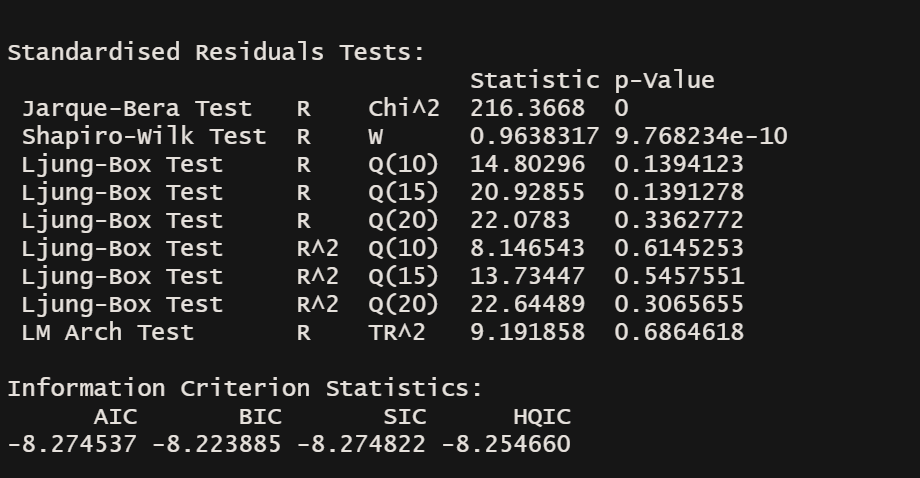 Standardised Residuals Tests:
Statistic p-Value
Jarque-Bera Test R Chi^2 216.3668 0
Shapiro-Wilk Test R W 0.9638317 9.768234e-10
Ljung-Box Test R Q(10) 14.80296 0.1394123
Ljung-Box Test R Q(15) 20.92855 0.1391278
Ljung-Box Test R Q(20) 22.0783 0.3362772
Ljung-Box Test R^2 Q(10) 8.146543 0.6145253
Ljung-Box Test R^2 Q(15) 13.73447 0.5457551
Ljung-Box Test R^2 Q(20) 22.64489 0.3065655
LM Arch Test R TR^2 9.191858 0.6864618
Information Criterion Statistics:
AIC BIC SIC HQIC
-8.274537 -8.223885 -8.274822 -8.254660